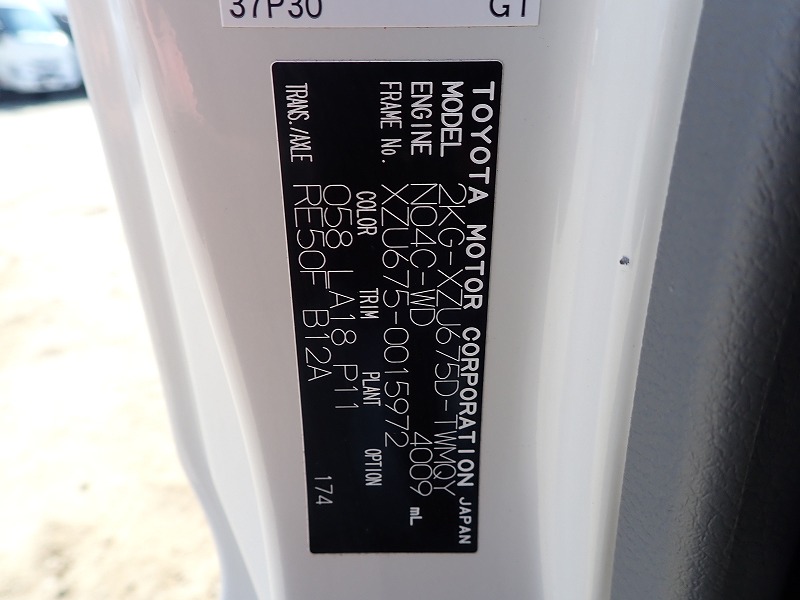 37P30 GT
TOYOTA MOTOR CORPORATION JAPAN
MODEL 2KG-XZU675D-TWMQY
ENGINE N04C-WD 4009 mL
FRAME No. XZU675-0015972
COLOR TRIM PLANT OPTION
058 LA18 P11
TRANS./AXLE RE50F B12A
174